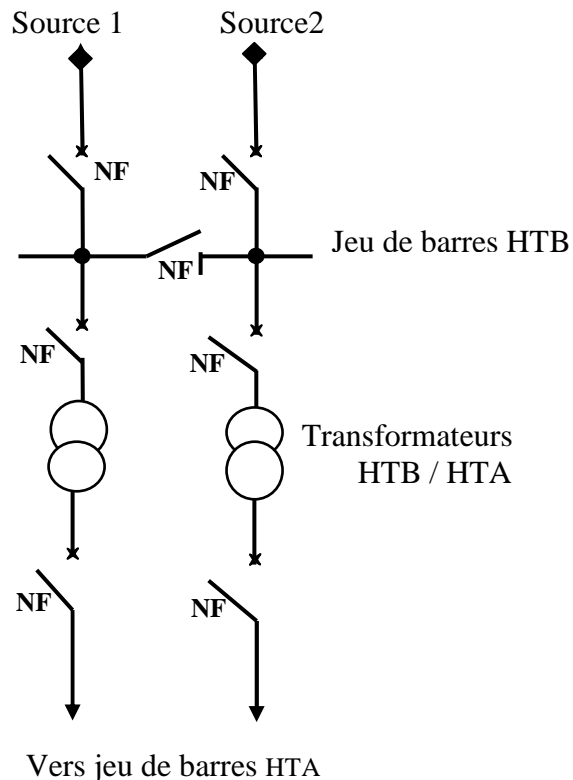 Source 1
Source2
NF
NF
Jeu de barres HTB
NF
NF
NF
Transformateurs
HTB / HTA
NF
NF
Vers jeu de barres HTA